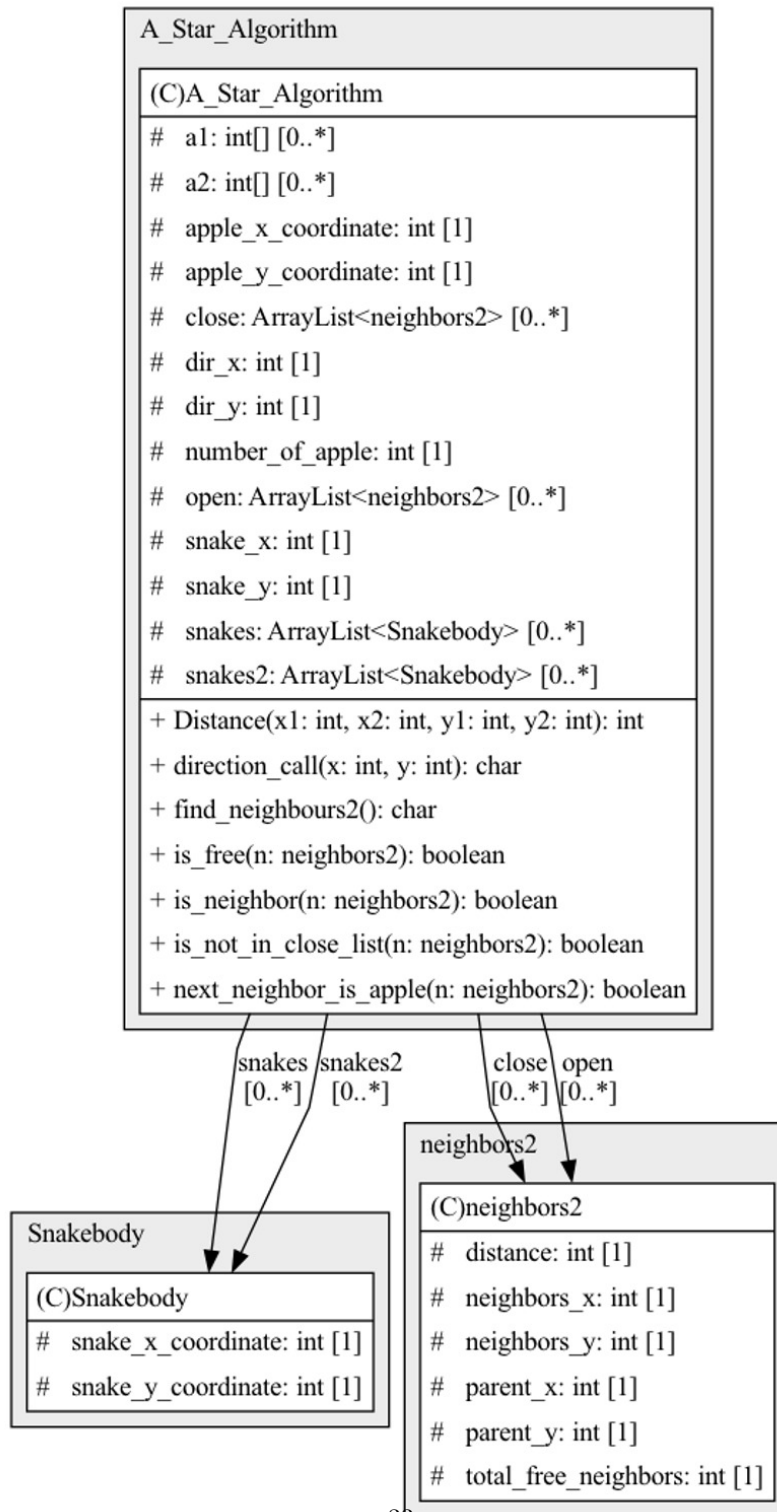 A_Star_Algorithm
(C)A_Star_Algorithm
# a1: int[] [0..*]
# a2: int[] [0..*]
# apple_x_coordinate: int [1]
# apple_y_coordinate: int [1]
# close: ArrayList<neighbors2> [0..*]
# dir_x: int [1]
# dir_y: int [1]
# number_of_apple: int [1]
# open: ArrayList<neighbors2> [0..*]
# snake_x: int [1]
# snake_y: int [1]
# snakes: ArrayList<Snakebody> [0..*]
# snakes2: ArrayList<Snakebody> [0..*]
+ Distance(x1: int, x2: int, y1: int, y2: int): int
+ direction_call(x: int, y: int): char
+ find_neighbours2(): char
+ is_free(n: neighbors2): boolean
+ is_neighbor(n: neighbors2): boolean
+ is_not_in_close_list(n: neighbors2): boolean
+ next_neighbor_is_apple(n: neighbors2): boolean
snakes snakes2 close open
[0..*] [0..*] [0..*] [0..*]
Snakebody
(C)Snakebody
# snake_x_coordinate: int [1]
# snake_y_coordinate: int [1]
neighbors2
(C)neighbors2
# distance: int [1]
# neighbors_x: int [1]
# neighbors_y: int [1]
# parent_x: int [1]
# parent_y: int [1]
# total_free_neighbors: int [1]